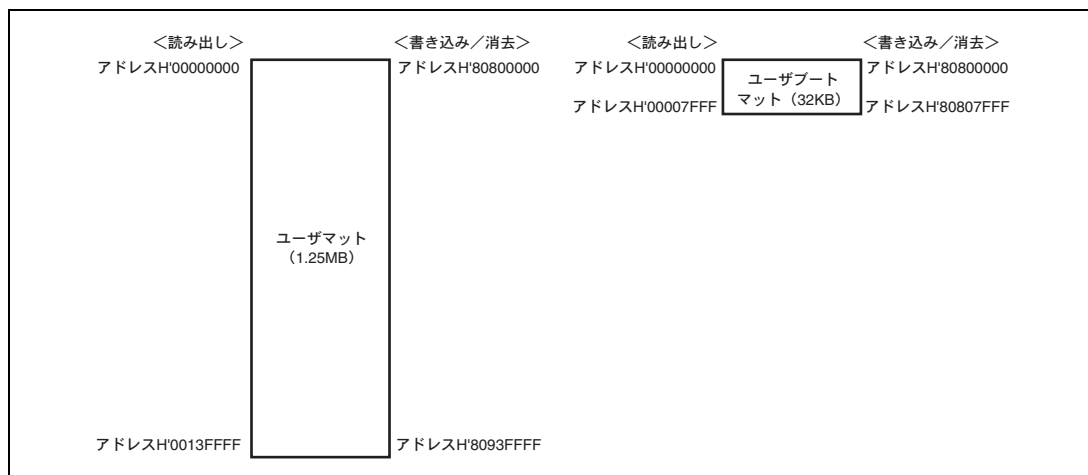 ＜読み出し＞
アドレスH'00000000
＜書き込み／消去＞
アドレスH'80800000
ユーザマット
（1.25MB）
アドレスH'0013FFFF
アドレスH'8093FFFF
＜読み出し＞
アドレスH'00000000
アドレスH'00007FFF
ユーザブート
マット（32KB）
＜書き込み／消去＞
アドレスH'80800000
アドレスH'80807FFF